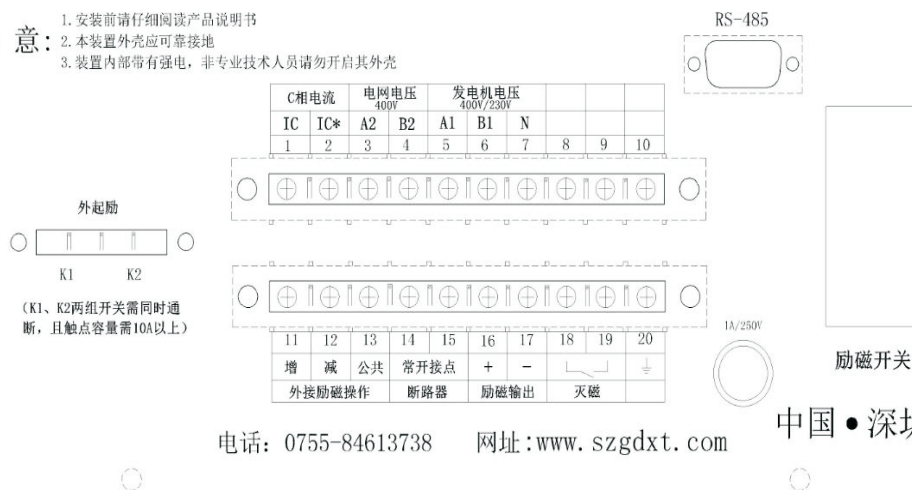 意：
1.安装前请仔细阅读产品说明书
2.本装置外壳应可靠接地
3.装置内部带有强电，非专业技术人员请勿开启其外壳
RS-485
C相电流 电网电压 400V 发电机电压 400V/230V
IC IC* A2 B2 A1 B1 N
1 2 3 4 5 6 7 8 9 10
外起励
K1 K2
（K1、K2两组开关需同时通
断，且触点容量需10A以上）
11 12 13 14 15 16 17 18 19 20
增 减 公共 常开接点 + −
外接励磁操作 断路器 励磁输出 灭磁
1A/250V
励磁开关
电话：0755-84613738 网址:www.szgdxt.com
中国•深